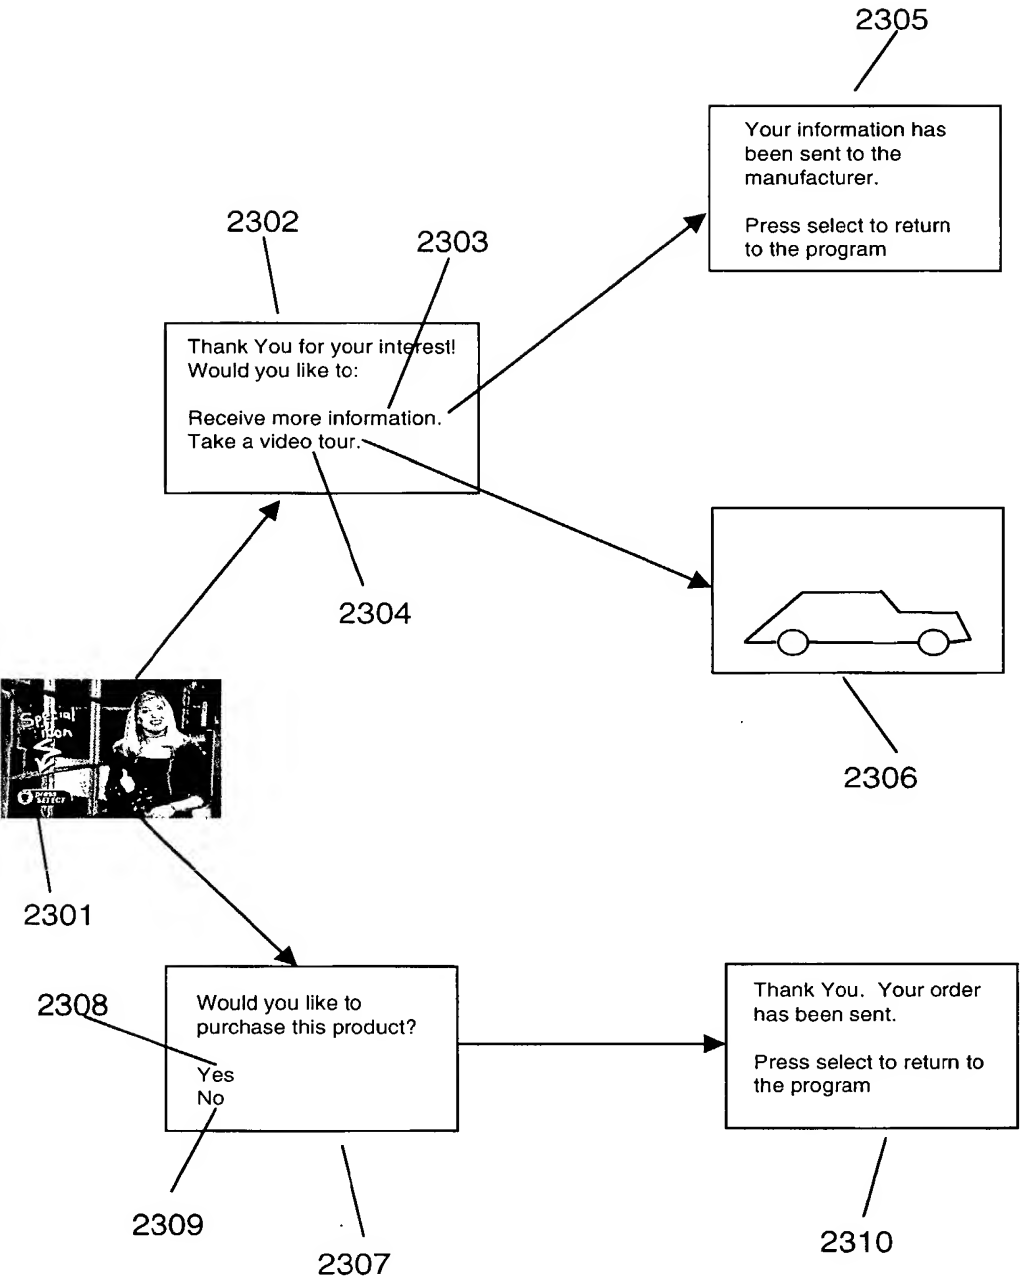 2305
Your information has
been sent to the
manufacturer.
Press select to return
to the program
2302
2303
Thank You for your interest!
Would you like to:
Receive more information.
Take a video tour.
2304
2306
Special
press
SELECT
2301
2308
Would you like to
purchase this product?
Yes
No
2309
2307
Thank You. Your order
has been sent.
Press select to return to
the program
2310